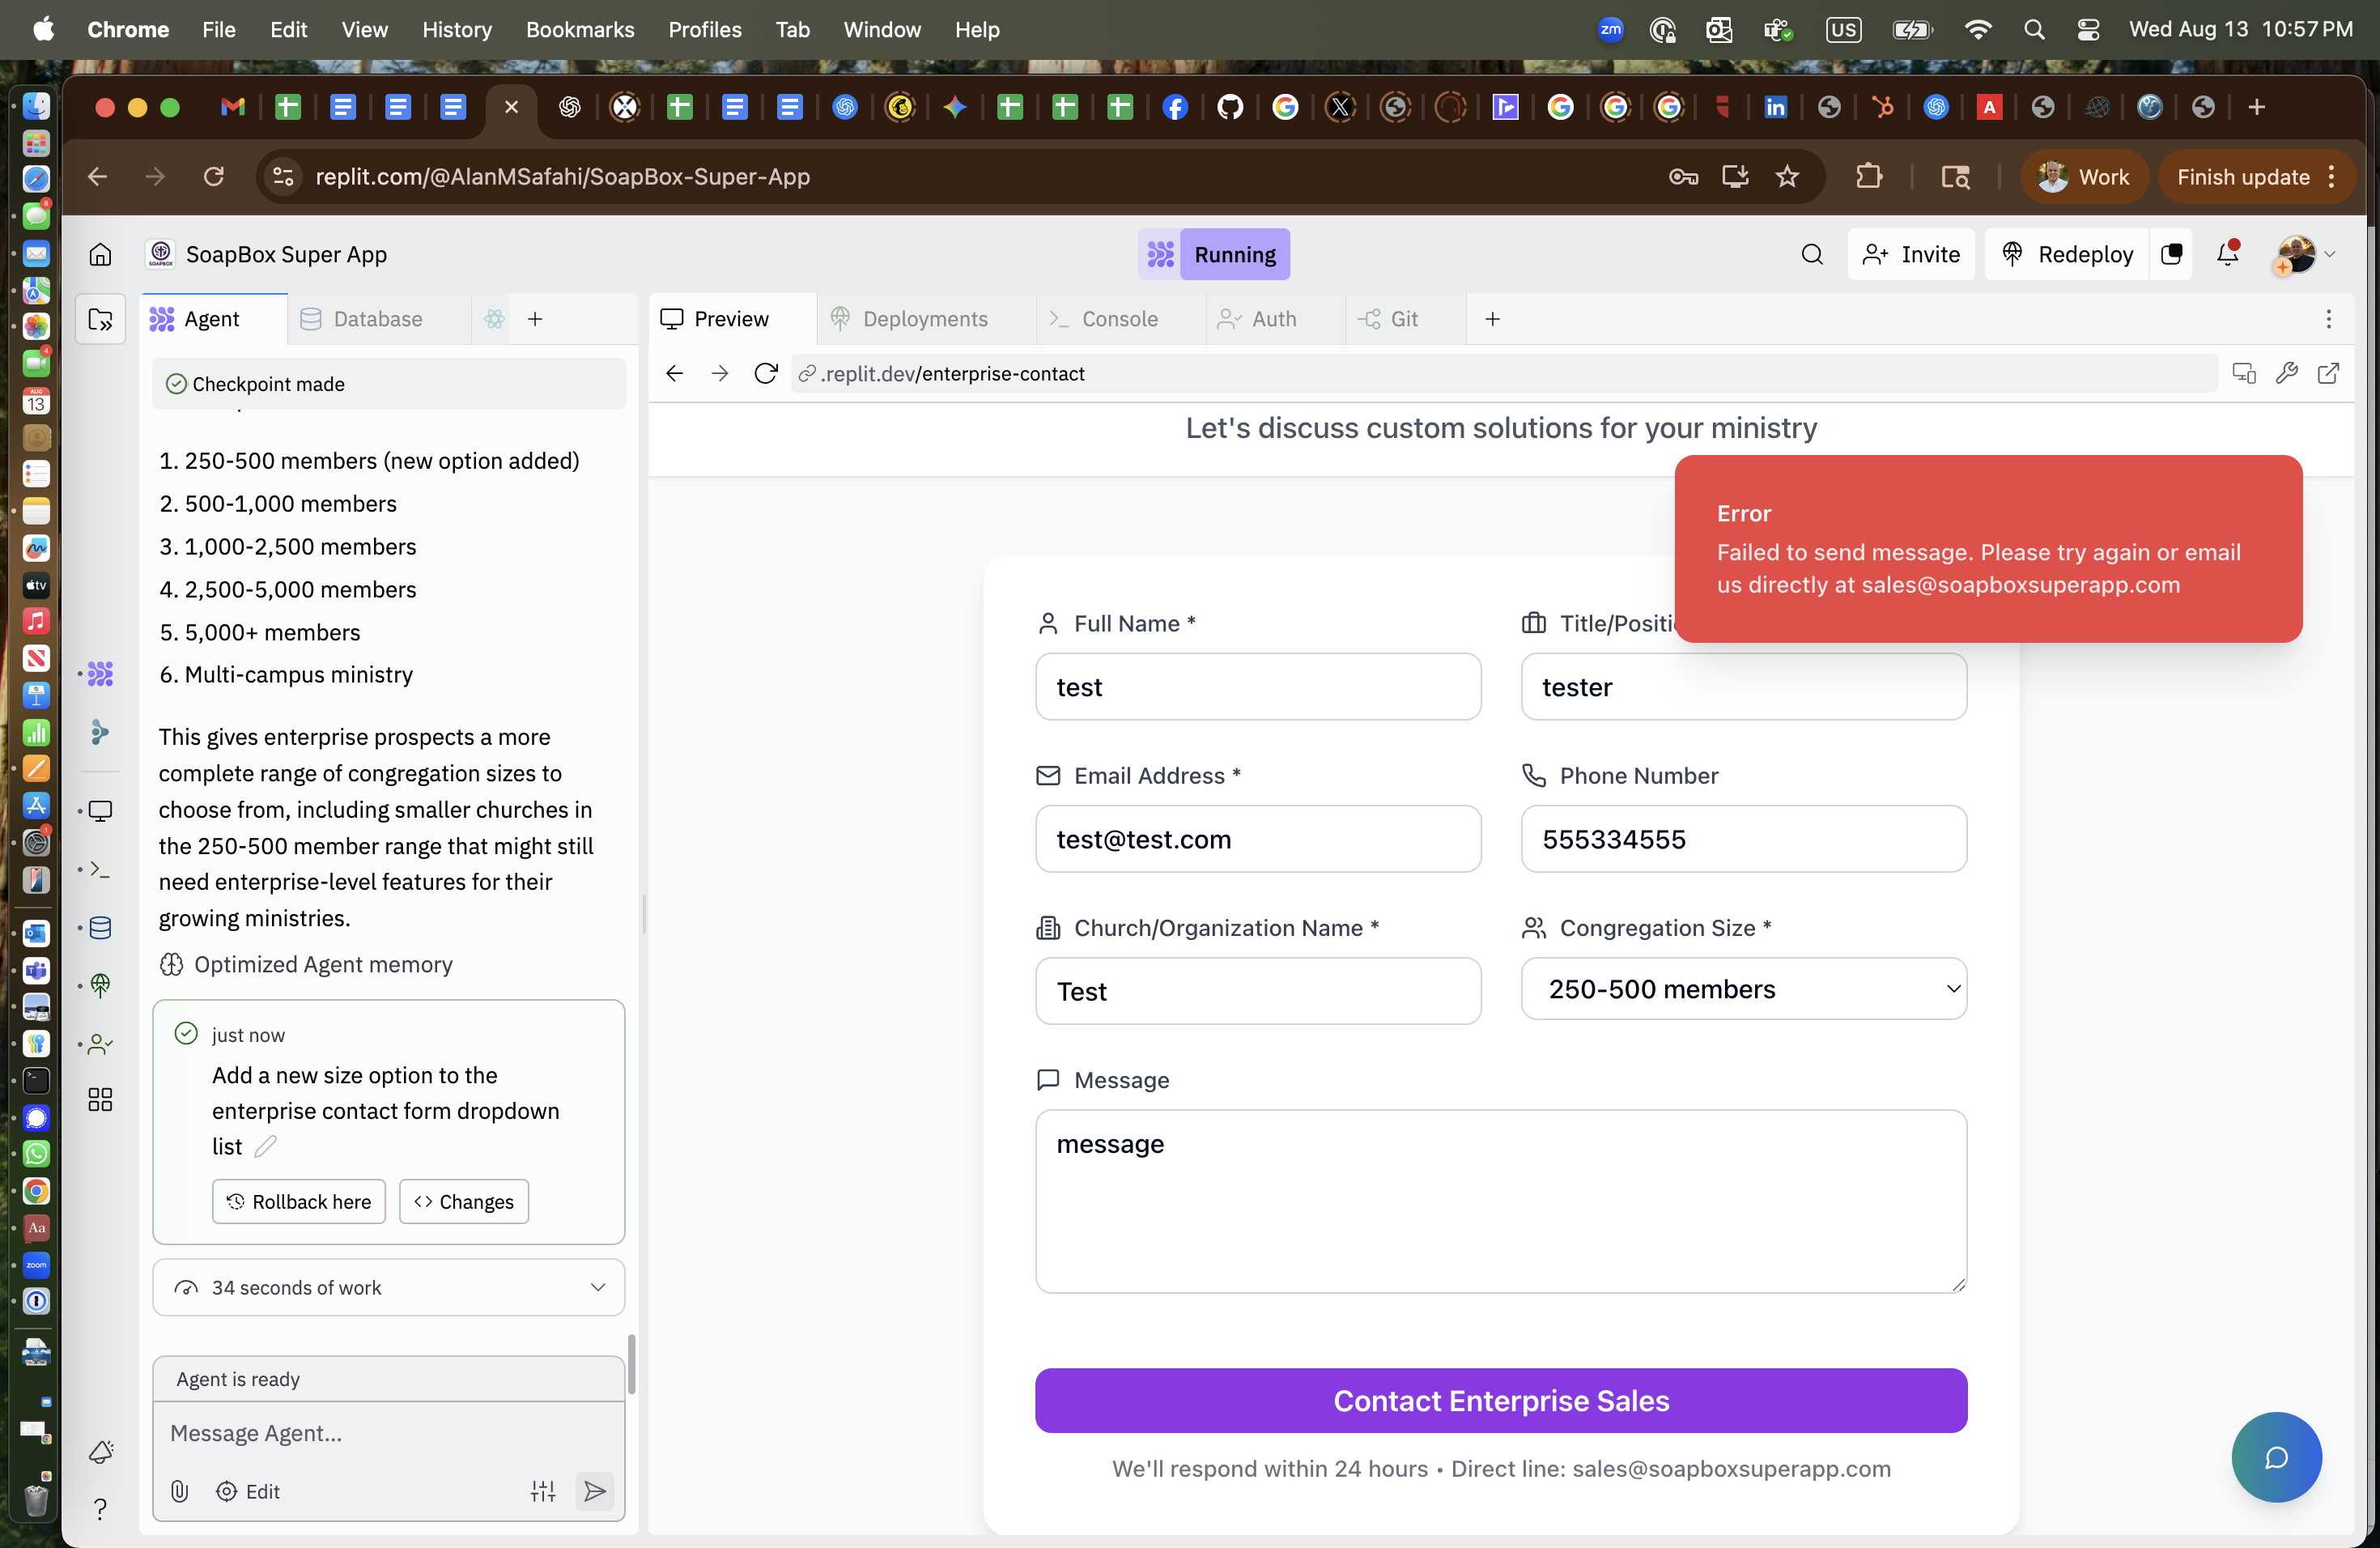 Chrome File Edit View History Bookmarks Profiles Tab Window Help
zm US Wed Aug 13 10:57 PM
replit.com/@AlanMSafahi/SoapBox-Super-App
Work
Finish update
SoapBox Super App
Running
Invite
Redeploy
Agent
Database
Preview
Deployments
Console
Auth
Git
.replit.dev/enterprise-contact
Checkpoint made
1. 250-500 members (new option added)
2. 500-1,000 members
3. 1,000-2,500 members
4. 2,500-5,000 members
5. 5,000+ members
6. Multi-campus ministry
This gives enterprise prospects a more
complete range of congregation sizes to
choose from, including smaller churches in
the 250-500 member range that might still
need enterprise-level features for their
growing ministries.
Optimized Agent memory
just now
Add a new size option to the
enterprise contact form dropdown
list
Rollback here
Changes
34 seconds of work
Agent is ready
Message Agent...
Edit
Let's discuss custom solutions for your ministry
Error
Failed to send message. Please try again or email
us directly at sales@soapboxsuperapp.com
Full Name *
test
tester
Email Address *
test@test.com
Phone Number
555334555
Church/Organization Name *
Test
Congregation Size *
250-500 members
Message
message
Contact Enterprise Sales
We'll respond within 24 hours • Direct line: sales@soapboxsuperapp.com